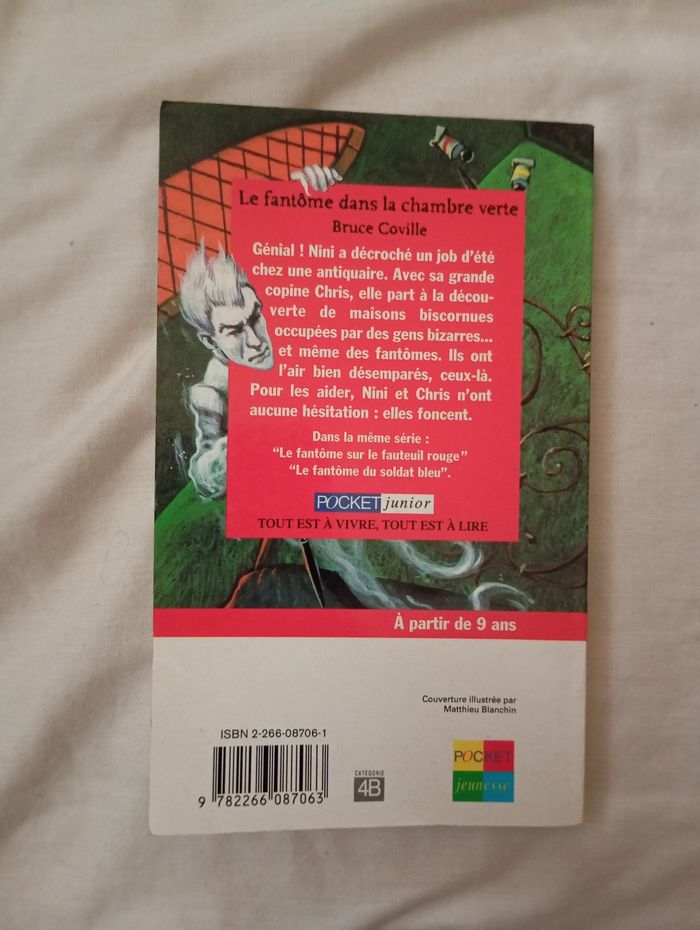 Le fantôme dans la chambre verte
Bruce Coville
Génial ! Nini a décroché un job d'été
chez une antiquaire. Avec sa grande
copine Chris, elle part à la décou-
verte de maisons biscornues
occupées par des gens bizarres...
et même des fantômes. Ils ont
l'air bien désemparés, ceux-là.
Pour les aider, Nini et Chris n'ont
aucune hésitation : elles foncent.
Dans la même série :
"Le fantôme sur le fauteuil rouge"
"Le fantôme du soldat bleu".
POCKET junior
TOUT EST À VIVRE, TOUT EST À LIRE
À partir de 9 ans
Couverture illustrée par
Matthieu Blanchin
ISBN 2-266-08706-1
9 782266 087063
CATÉGORIE
4B
POCKET
jeunesse